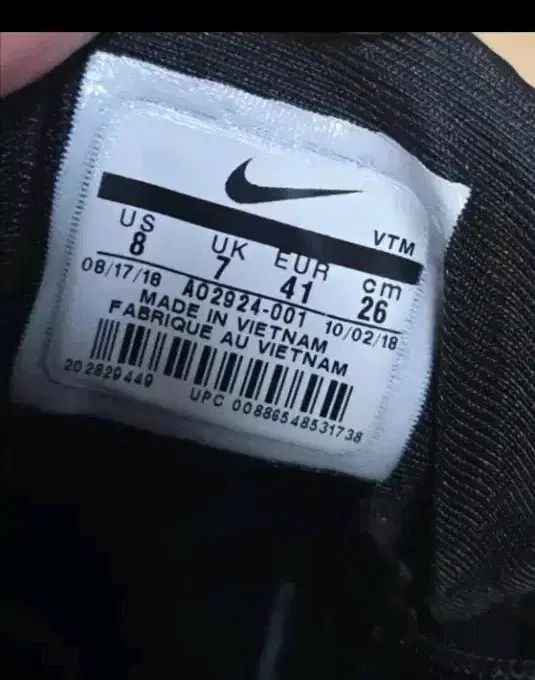 VTM
US UK EUR cm
8 7 41 26
08/17/18 AO2924-001 10/02/18
MADE IN VIETNAM
FABRIQUE AU VIETNAM
202829449
UPC 00886548531738